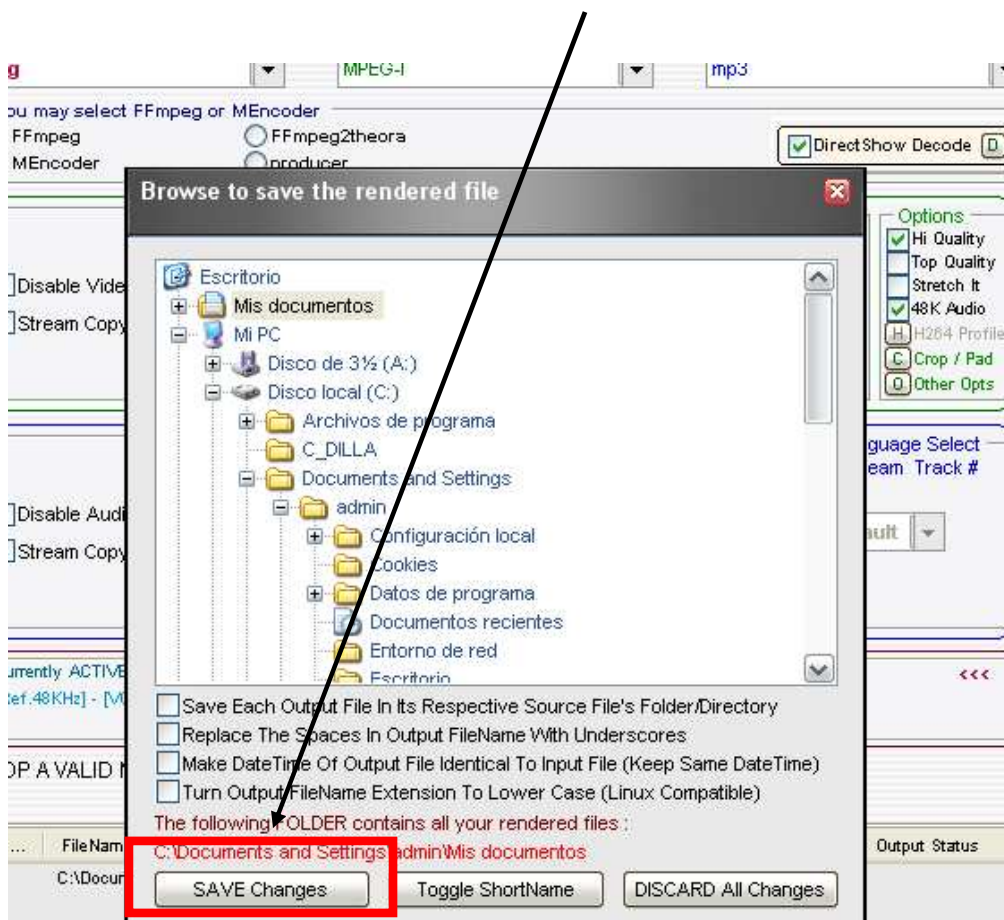 g MPEG-I mp3
ou may select FFmpeg or MEncoder
FFmpeg FFmpeg2theora
MEncoder producer
DirectShow Decode D
Browse to save the rendered file
Options
Hi Quality
Top Quality
Stretch It
48K Audio
H H264 Profile
C Crop / Pad
O Other Opts
Disable Vide
Stream Copy
Escritorio
Mis documentos
Mi PC
Disco de 3½ (A:)
Disco local (C:)
Archivos de programa
C_DILLA
Documents and Settings
admin
Configuración local
Cookies
Datos de programa
Documentos recientes
Entorno de red
Escritorio
guage Select
eam Track #
Disable Audi
ault
Stream Copy
urrently ACTIVE
<<<
ef.48KHz] - [V
Save Each Output File In Its Respective Source File's Folder/Directory
Replace The Spaces In Output FileName With Underscores
Make DateTime Of Output File Identical To Input File (Keep Same DateTime)
Turn Output FileName Extension To Lower Case (Linux Compatible)
OP A VALID
The following FOLDER contains all your rendered files :
C:\Documents and Settings\admin\Mis documentos
... FileNam Output Status
C:\Docum
SAVE Changes Toggle ShortName DISCARD All Changes